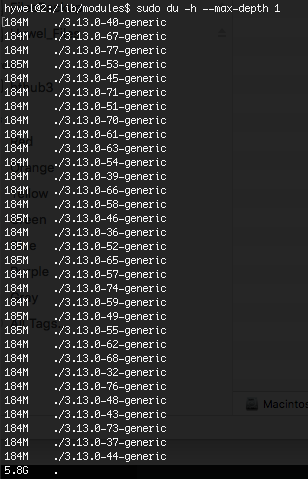 hywel@2:/lib/modules$ sudo du -h --max-depth 1
184M ./3.13.0-40-generic
184M ./3.13.0-67-generic
184M ./3.13.0-77-generic
185M ./3.13.0-53-generic
184M ./3.13.0-45-generic
184M ./3.13.0-71-generic
184M ./3.13.0-51-generic
184M ./3.13.0-70-generic
184M ./3.13.0-61-generic
184M ./3.13.0-63-generic
184M ./3.13.0-54-generic
184M ./3.13.0-39-generic
184M ./3.13.0-66-generic
184M ./3.13.0-58-generic
185M ./3.13.0-46-generic
184M ./3.13.0-36-generic
185M ./3.13.0-52-generic
185M ./3.13.0-65-generic
184M ./3.13.0-57-generic
184M ./3.13.0-74-generic
184M ./3.13.0-59-generic
185M ./3.13.0-49-generic
185M ./3.13.0-55-generic
184M ./3.13.0-62-generic
184M ./3.13.0-68-generic
184M ./3.13.0-32-generic
184M ./3.13.0-76-generic
184M ./3.13.0-48-generic
184M ./3.13.0-43-generic
184M ./3.13.0-73-generic
184M ./3.13.0-37-generic
184M ./3.13.0-44-generic
5.8G .
Macintos